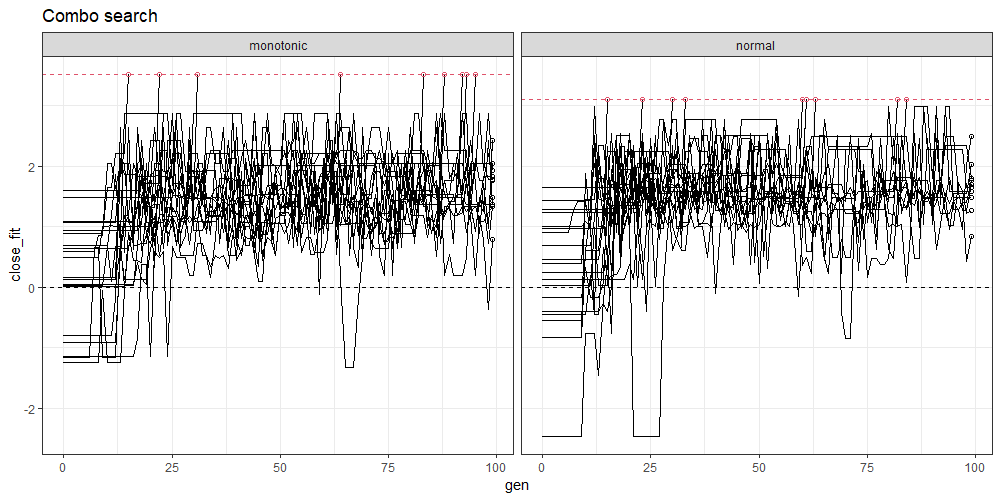 Combo search
monotonic normal
close_fit
2
0
-2
0 25 50 75 100 0 25 50 75 100
gen